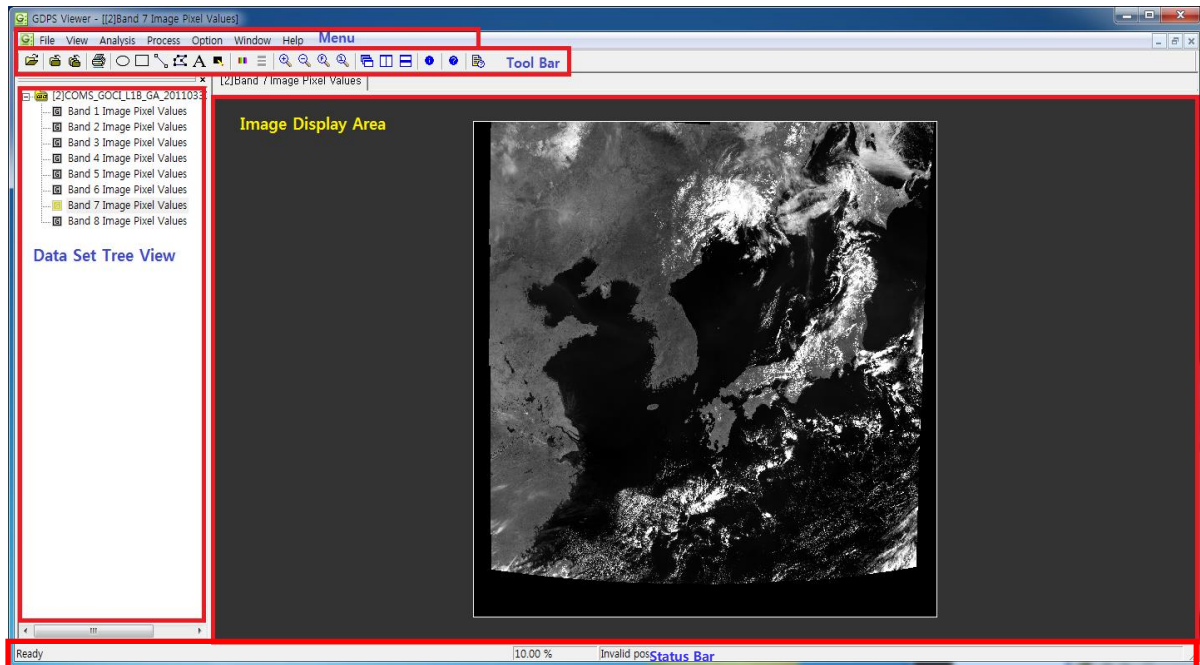 GDPS Viewer - [[2]Band 7 Image Pixel Values]
File View Analysis Process Option Window Help Menu
Tool Bar
[2]Band 7 Image Pixel Values
[2]COMS_GOCI_L1B_GA_2011033
Band 1 Image Pixel Values
Band 2 Image Pixel Values
Band 3 Image Pixel Values
Band 4 Image Pixel Values
Band 5 Image Pixel Values
Band 6 Image Pixel Values
Band 7 Image Pixel Values
Band 8 Image Pixel Values
Data Set Tree View
Image Display Area
Ready 10.00 % Invalid pos Status Bar